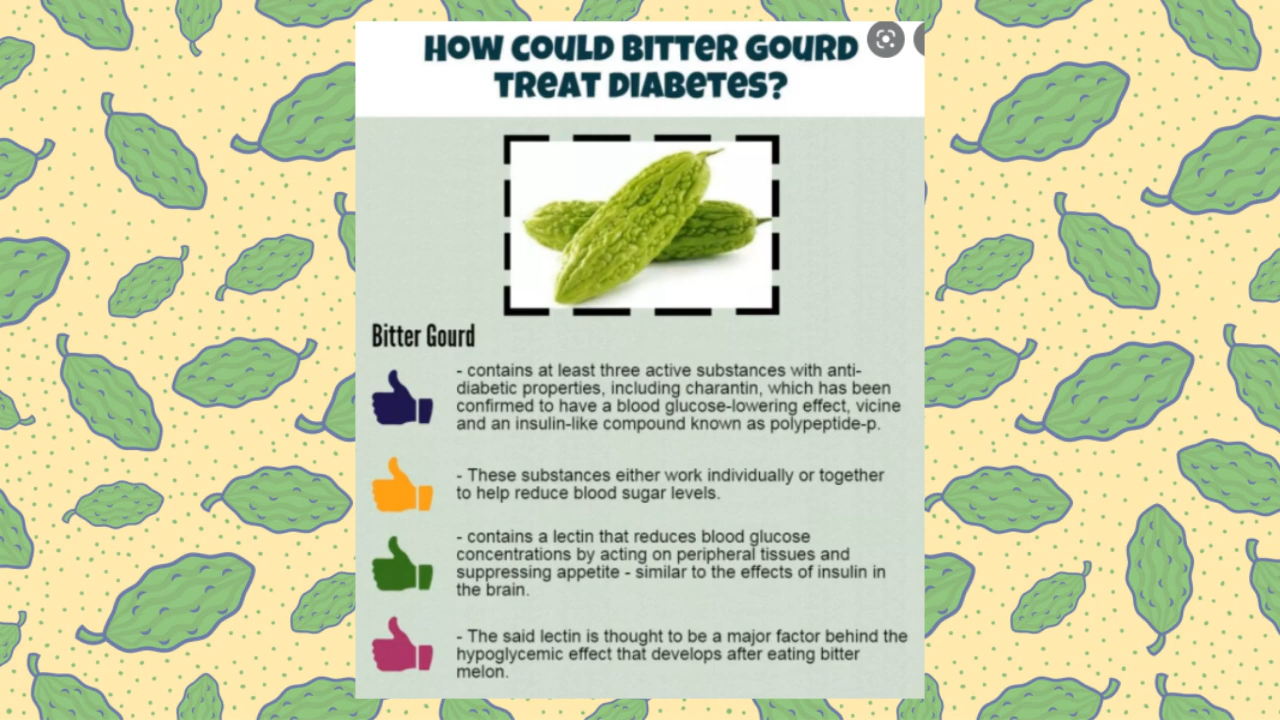 HOW COULD BITTER GOURD
TREAT DIABETES?
Bitter Gourd
- contains at least three active substances with anti-
diabetic properties, including charantin, which has been
confirmed to have a blood glucose-lowering effect, vicine
and an insulin-like compound known as polypeptide-p.
- These substances either work individually or together
to help reduce blood sugar levels.
- contains a lectin that reduces blood glucose
concentrations by acting on peripheral tissues and
suppressing appetite - similar to the effects of insulin in
the brain.
- The said lectin is thought to be a major factor behind the
hypoglycemic effect that develops after eating bitter
melon.